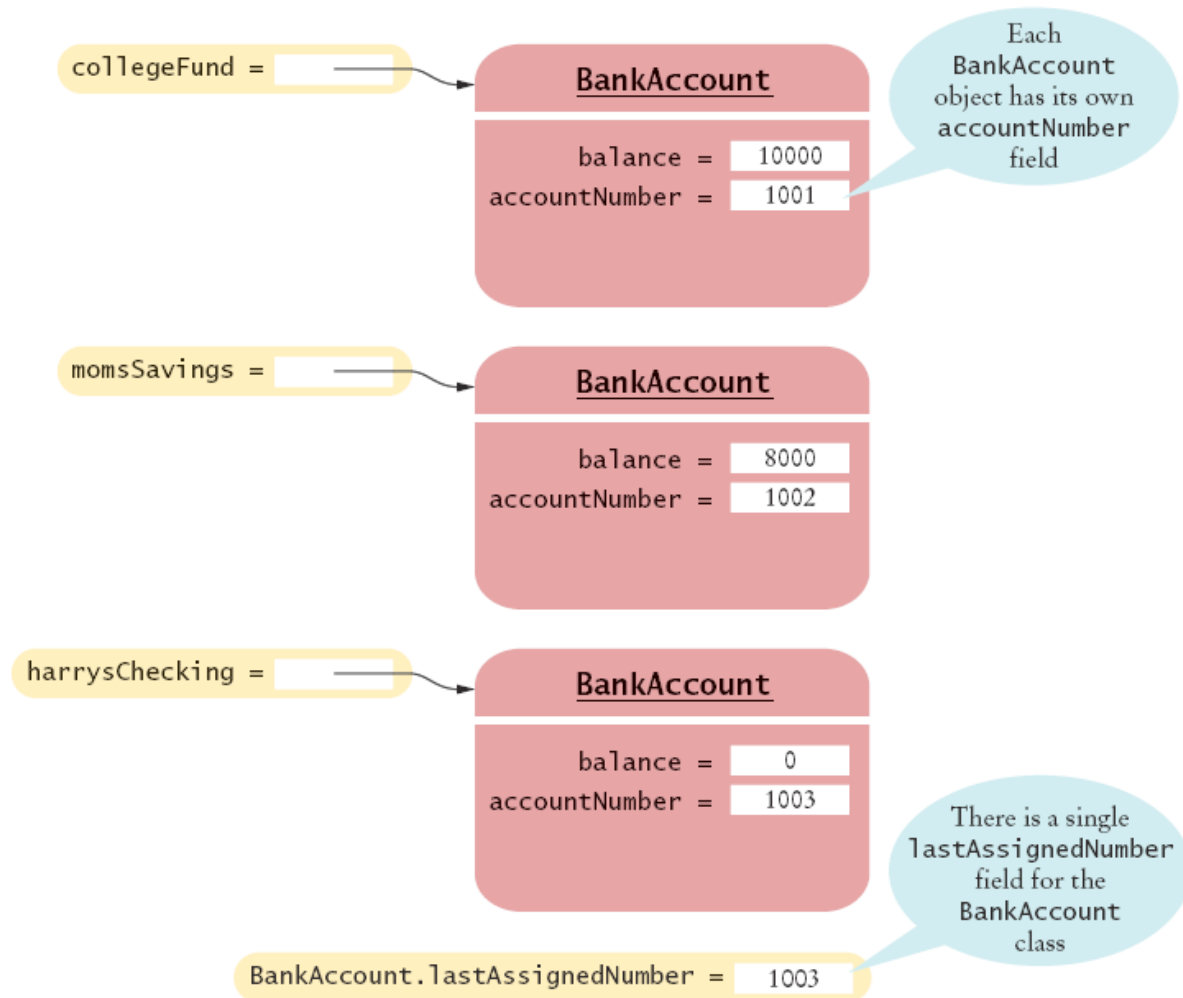 collegeFund =
BankAccount
balance = 10000
accountNumber = 1001
Each
BankAccount
object has its own
accountNumber
field
momsSavings =
BankAccount
balance = 8000
accountNumber = 1002
harrysChecking =
BankAccount
balance = 0
accountNumber = 1003
There is a single
lastAssignedNumber
field for the
BankAccount
class
BankAccount.lastAssignedNumber = 1003